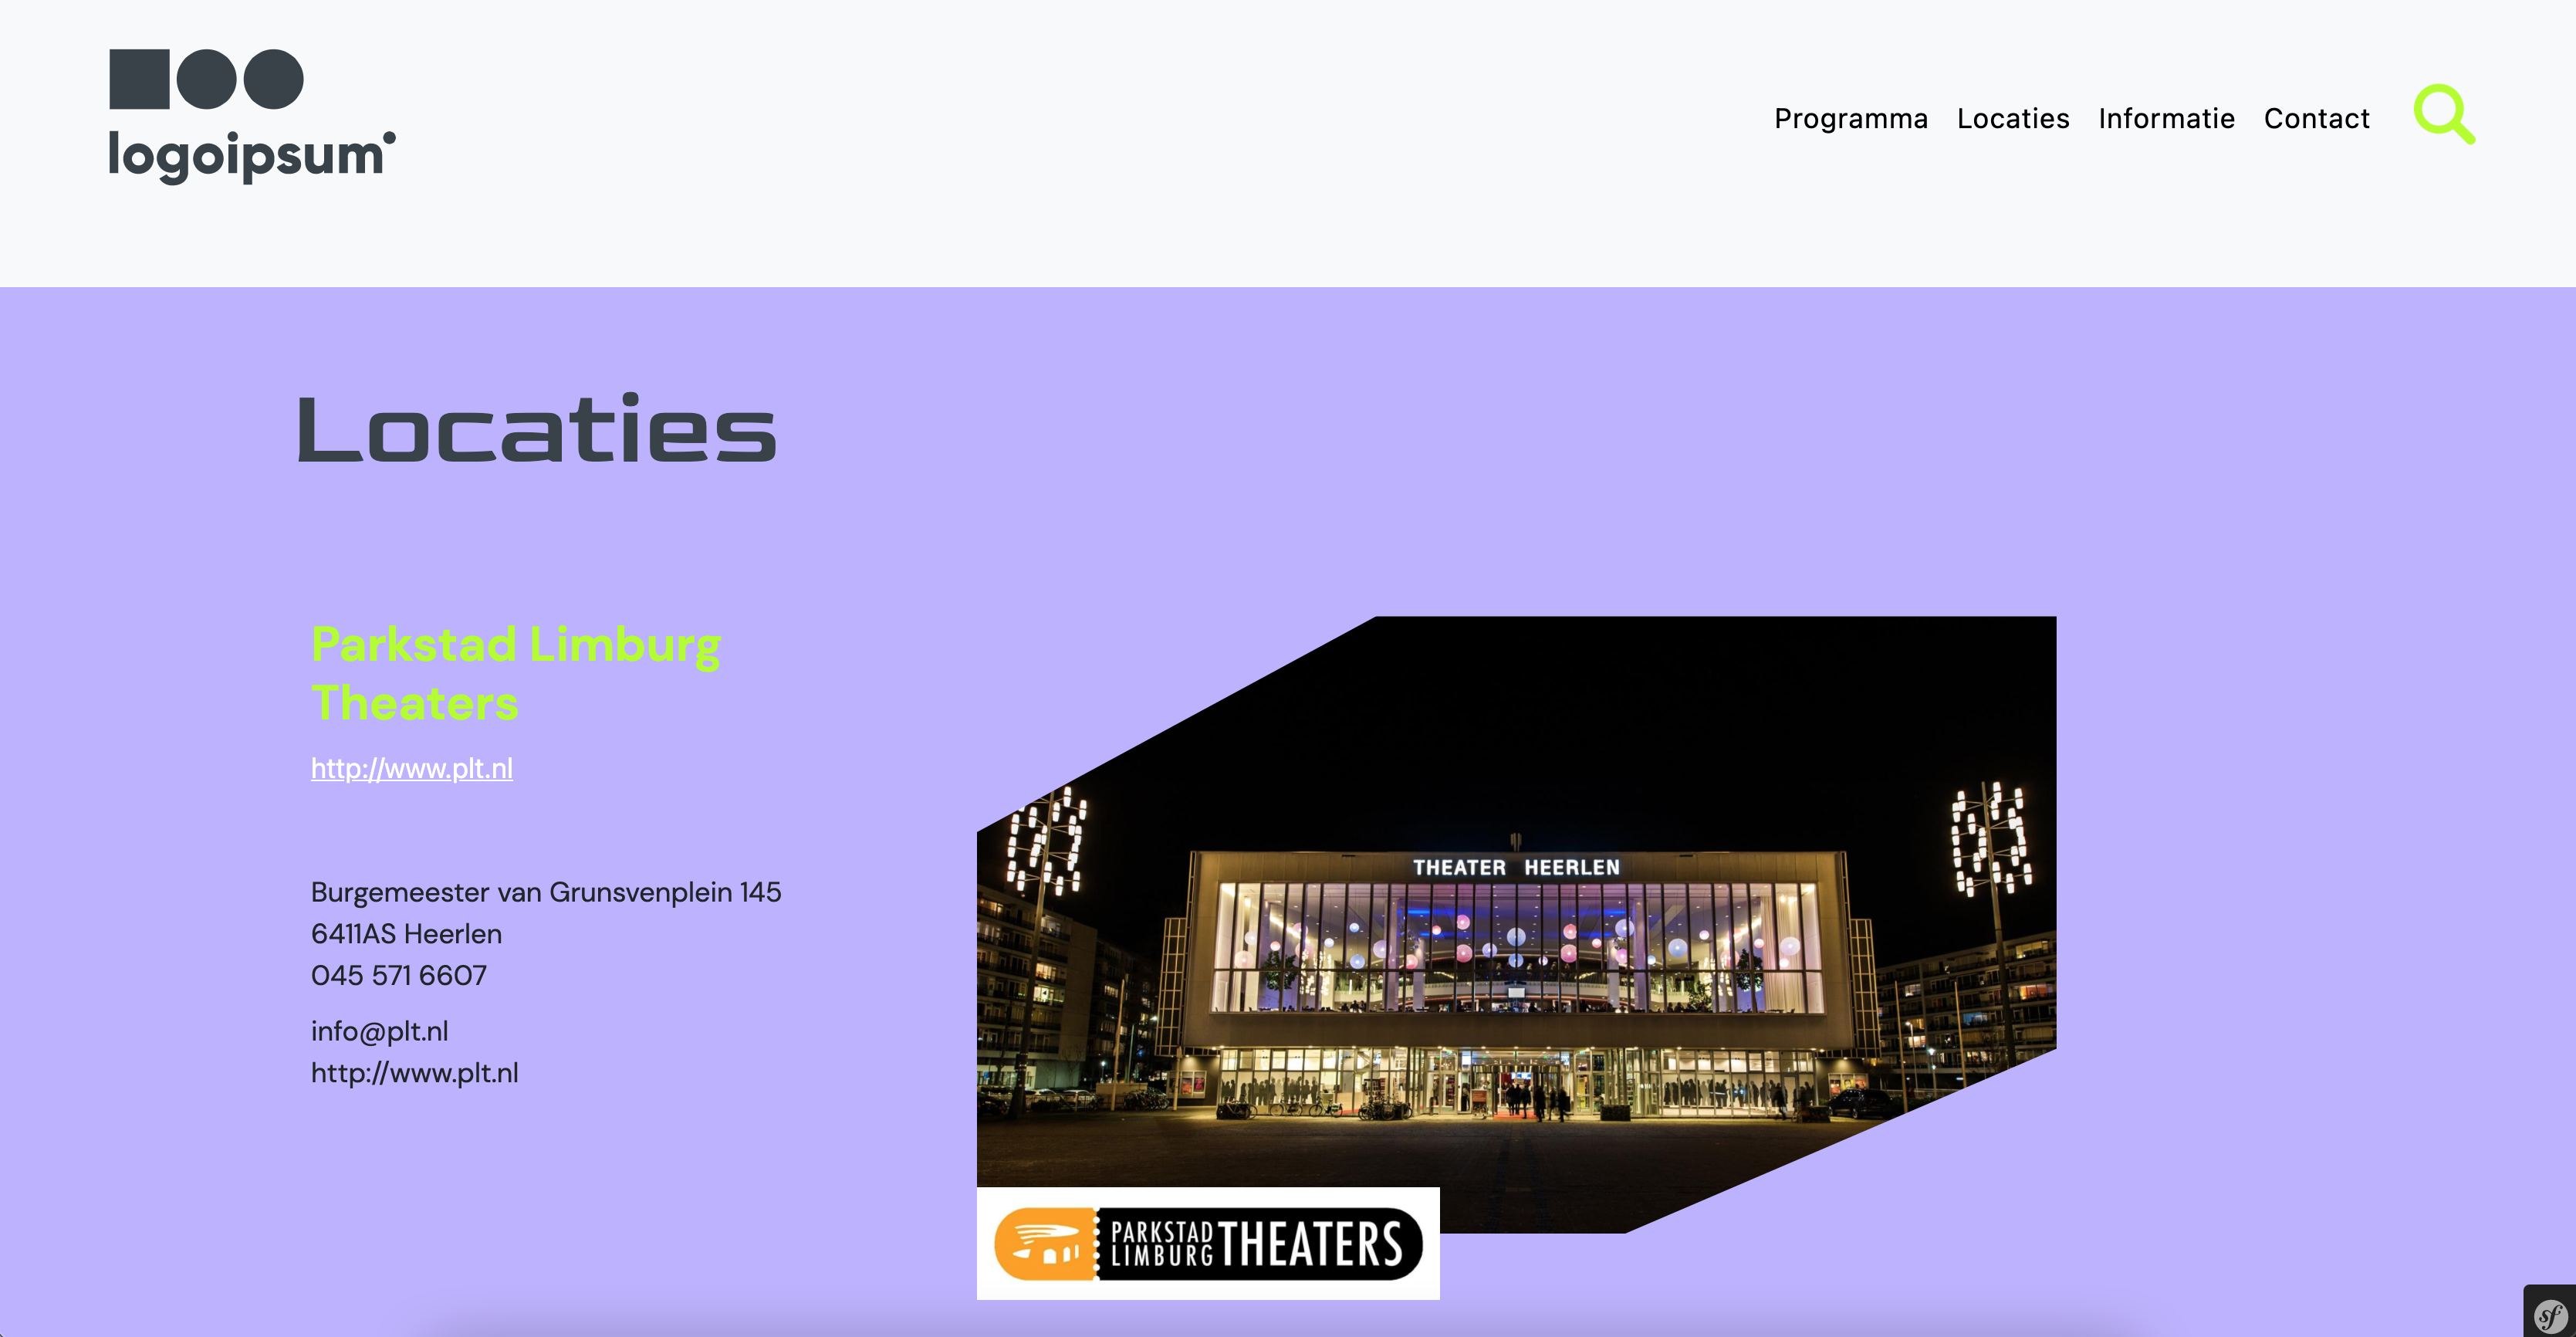 logoipsum
Programma Locaties Informatie Contact
Locaties
Parkstad Limburg
Theaters
http://www.plt.nl
Burgemeester van Grunsvenplein 145
6411AS Heerlen
045 571 6607
info@plt.nl
http://www.plt.nl
THEATER HEERLEN
PARKSTAD
LIMBURG
THEATERS
sf